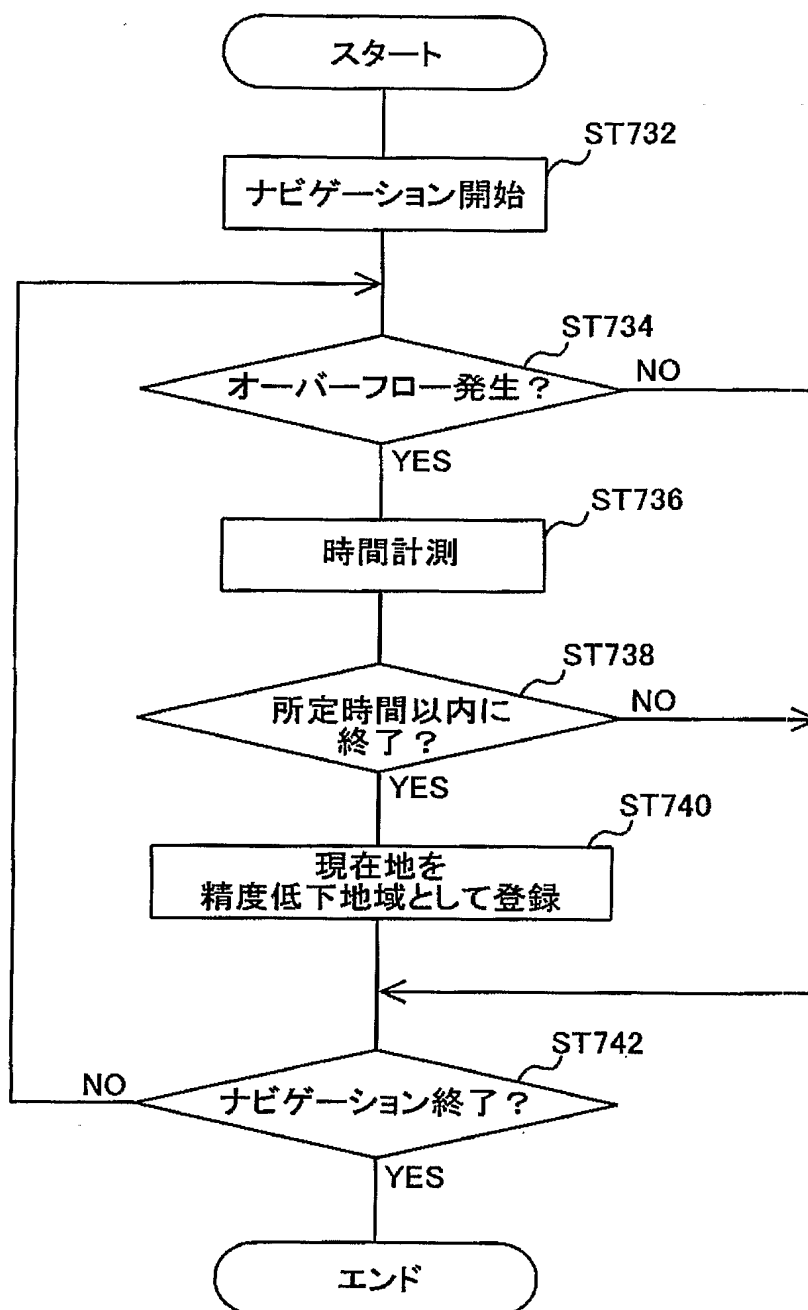 スタート
ST732
ナビゲーション開始
ST734
オーバーフロー発生？
NO
YES
ST736
時間計測
ST738
所定時間以内に
終了？
NO
YES
ST740
現在地を
精度低下地域として登録
ST742
ナビゲーション終了？
NO
YES
エンド